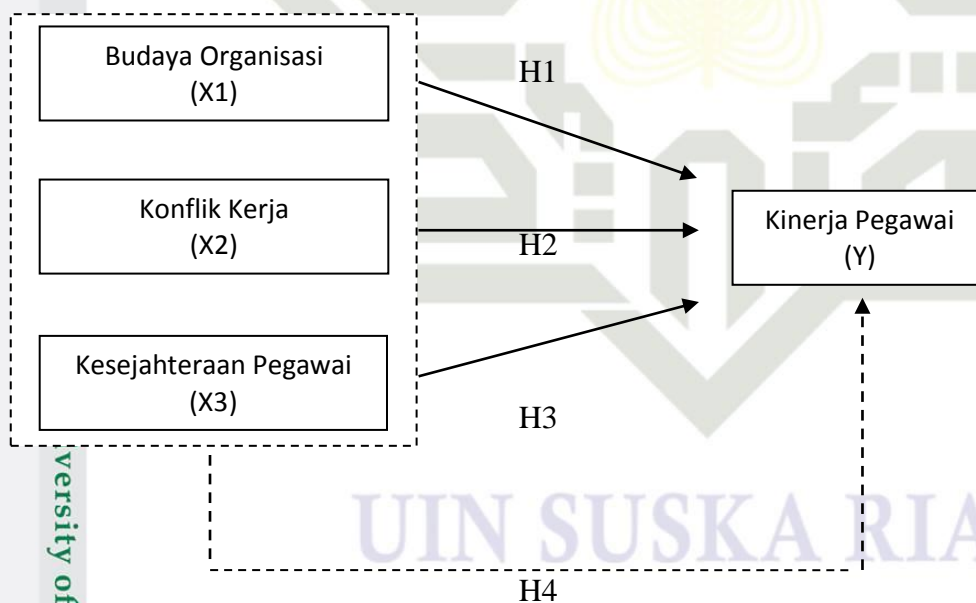 Budaya Organisasi
(X1)
H1
Konflik Kerja
(X2)
H2
Kinerja Pegawai
(Y)
Kesejahteraan Pegawai
(X3)
H3
H4
UIN SUSKA RIA
versity of